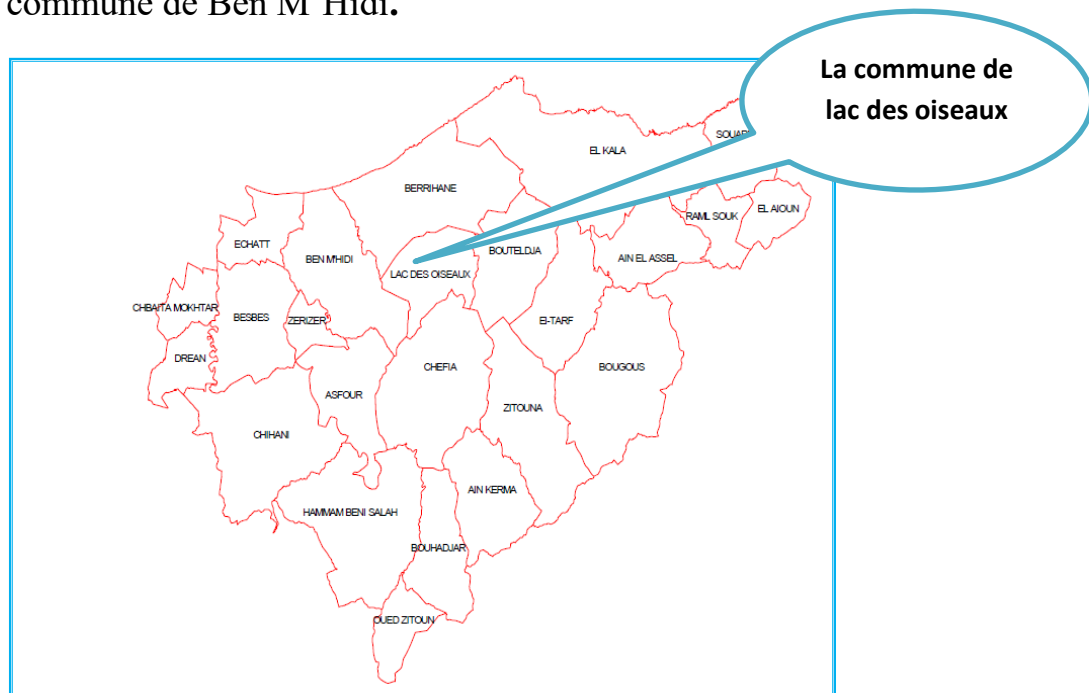 commune de Ben M'Hidi.
La commune de
lac des oiseaux
EL KALA
BERRIHANE
RAML SOUK
EL AIOUN
ECHATT
BEN M'HIDI
BOUTELDJA
AIN EL ASSEL
LAC DES OISEAUX
CHBAITA MOKHTAR
BESBES
ZERIZER
El-TARF
DREAN
CHEFIA
BOUGOUS
ASFOUR
ZITOUNA
CHIHANI
AIN KERMA
HAMMAM BENI SALAH
BOUHADJAR
OUED ZITOUN